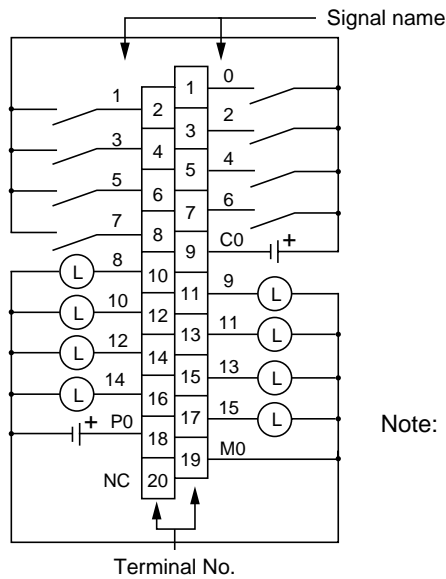 Signal name
1 0
1 2
2 3
3 2
4 5
5 4
6 7
7 6
8 9 C0 +
8 10
11 9
L L
10 12
13 11
L L
12 14
15 13
L L
14 16
17 15
L L
+ P0 18
19 M0
NC 20
Note:
Terminal No.